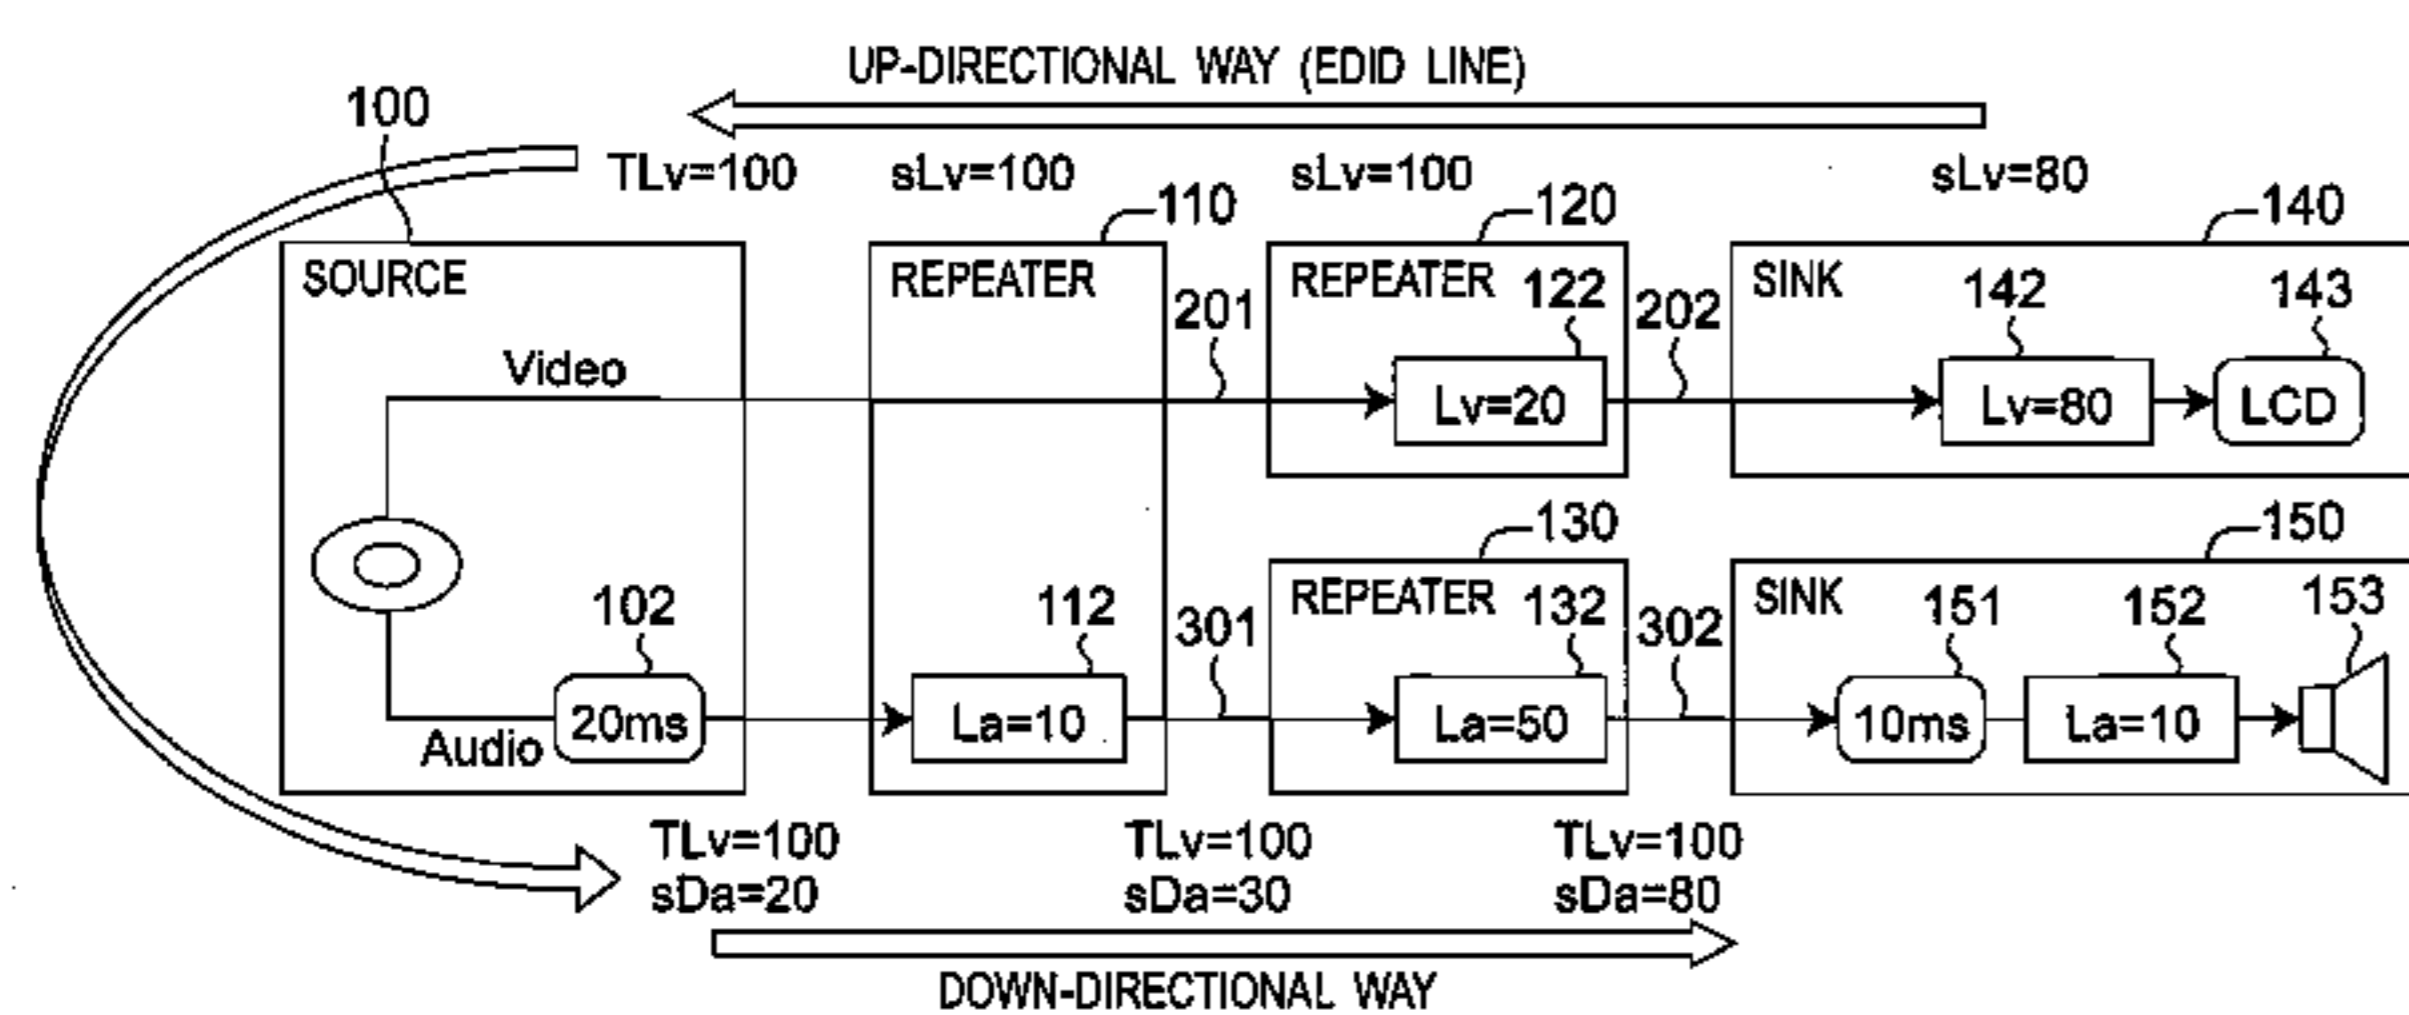 UP-DIRECTIONAL WAY (EDID LINE)
100
TLv=100 sLv=100 sLv=100 sLv=80
110 120 140
SOURCE REPEATER REPEATER SINK
201 122 202 142 143
Video
Lv=20 Lv=80 LCD
130 150
REPEATER SINK
102 112 301 132 302 151 152 153
20ms La=10 La=50 10ms La=10
Audio
TLv=100 TLv=100 TLv=100
sDa=20 sDa=30 sDa=80
DOWN-DIRECTIONAL WAY